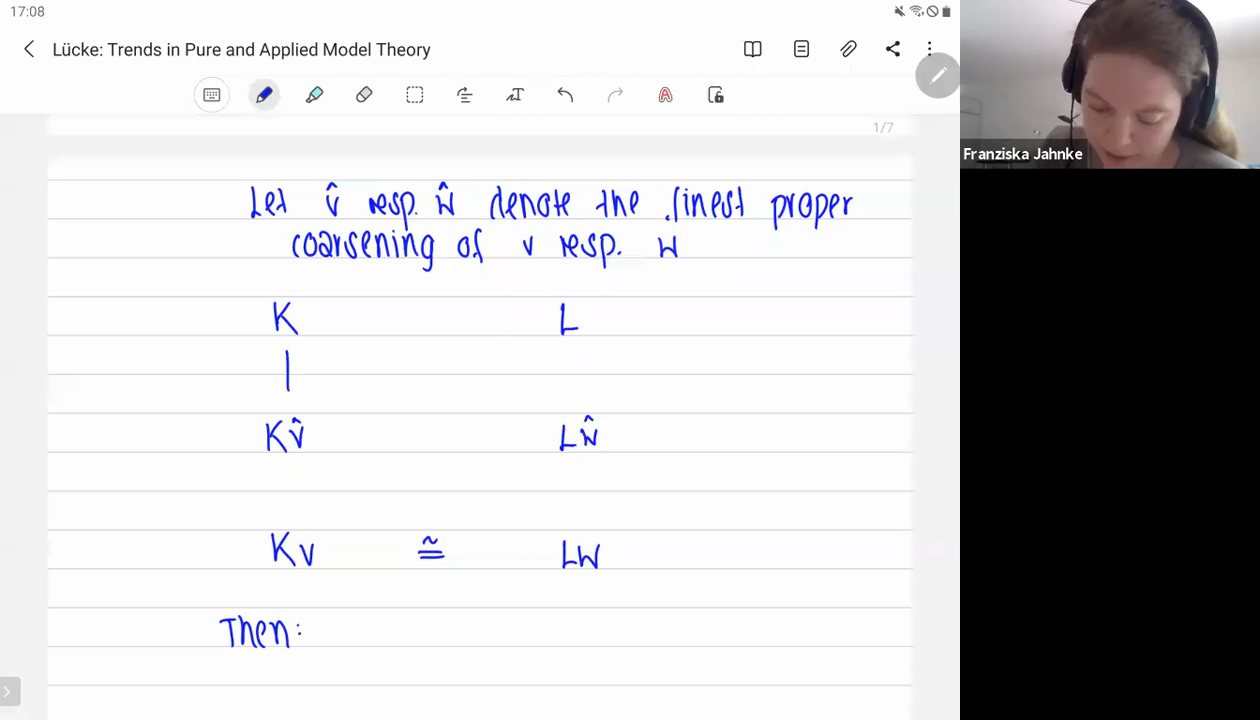 17:08
Lücke: Trends in Pure and Applied Model Theory
Franziska Jahnke
1/7
Let v̂ resp. ŵ denote the finest proper
coarsening of v resp. w
K L
Kv̂ Lŵ
Kv ≅ Lw
Then: